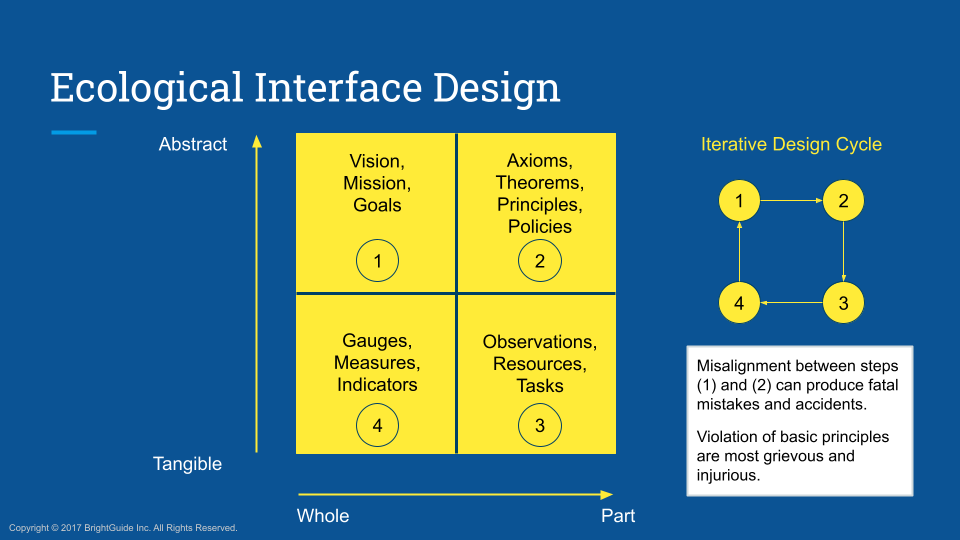 Ecological Interface Design
Abstract
Vision,
Mission,
Goals
1
Axioms,
Theorems,
Principles,
Policies
2
Gauges,
Measures,
Indicators
4
Observations,
Resources,
Tasks
3
Tangible
Whole
Part
Iterative Design Cycle
1
2
4
3
Misalignment between steps
(1) and (2) can produce fatal
mistakes and accidents.
Violation of basic principles
are most grievous and
injurious.
Copyright © 2017 BrightGuide Inc. All Rights Reserved.